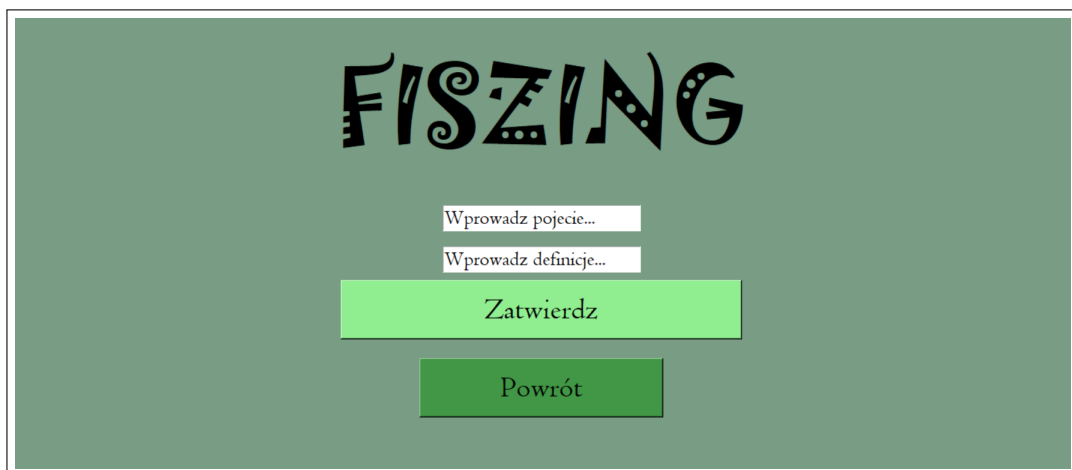 FISZING
Wprowadz pojecie...
Wprowadz definicje...
Zatwierdz
Powrót